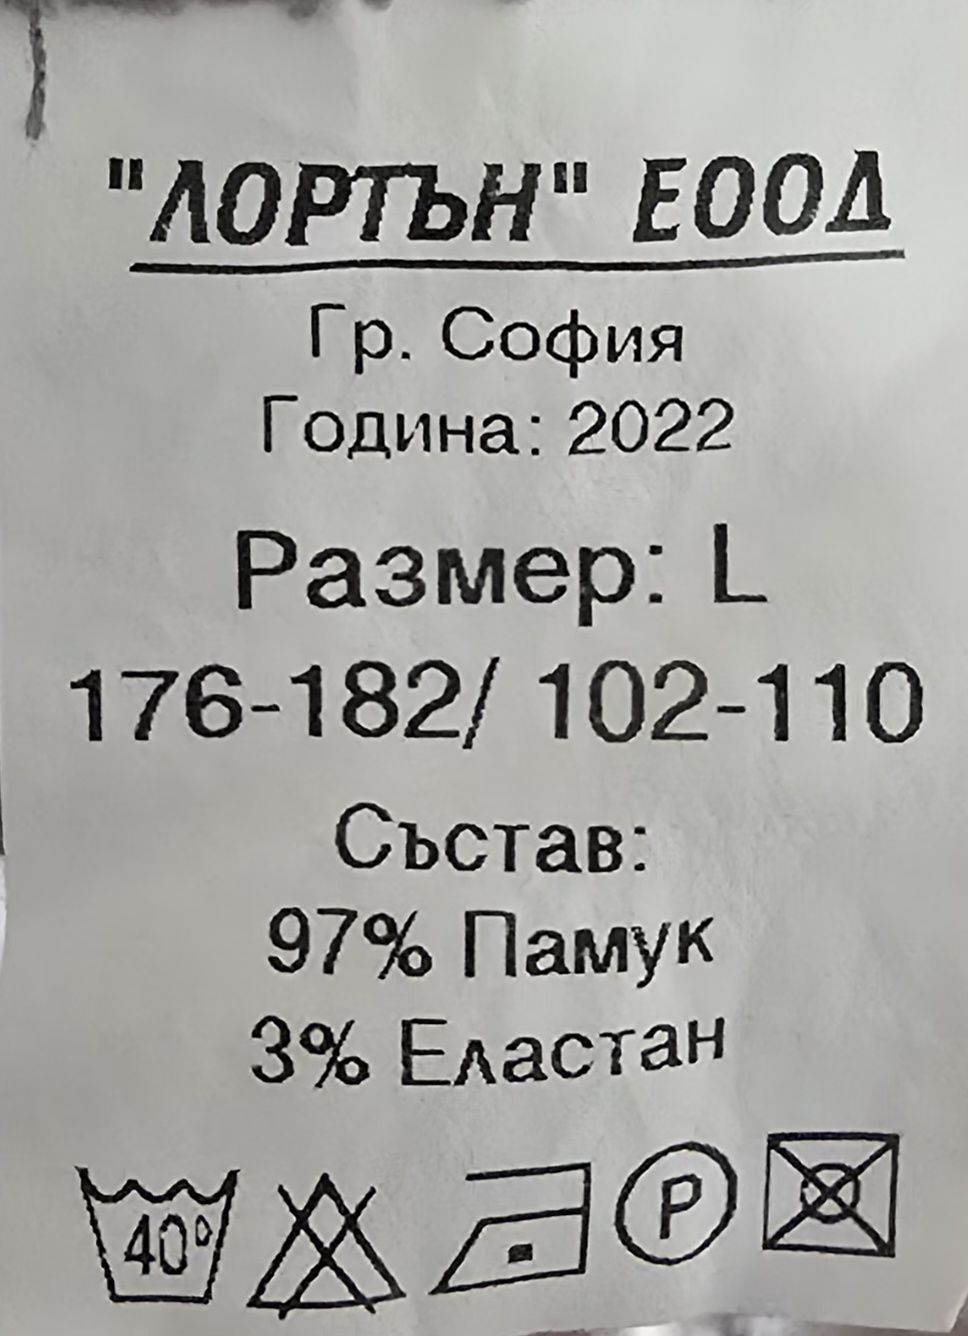 "ЛОРТЪН" ЕООД
Гр. София
Година: 2022
Размер: L
176-182/ 102-110
Състав:
97% Памук
3% Еластан
40° P